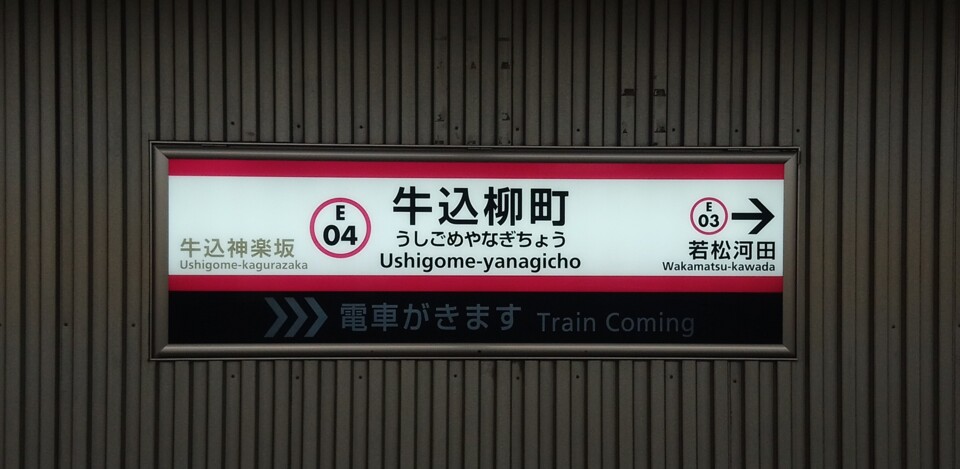 牛込神楽坂
Ushigome-kagurazaka
E
04
牛込柳町
うしごめやなぎちょう
Ushigome-yanagicho
E
03
若松河田
Wakamatsu-kawada
電車がきます Train Coming